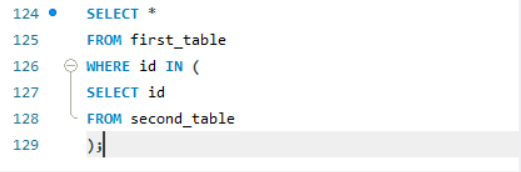 124 SELECT *
125 FROM first_table
126 WHERE id IN (
127 SELECT id
128 FROM second_table
129 );